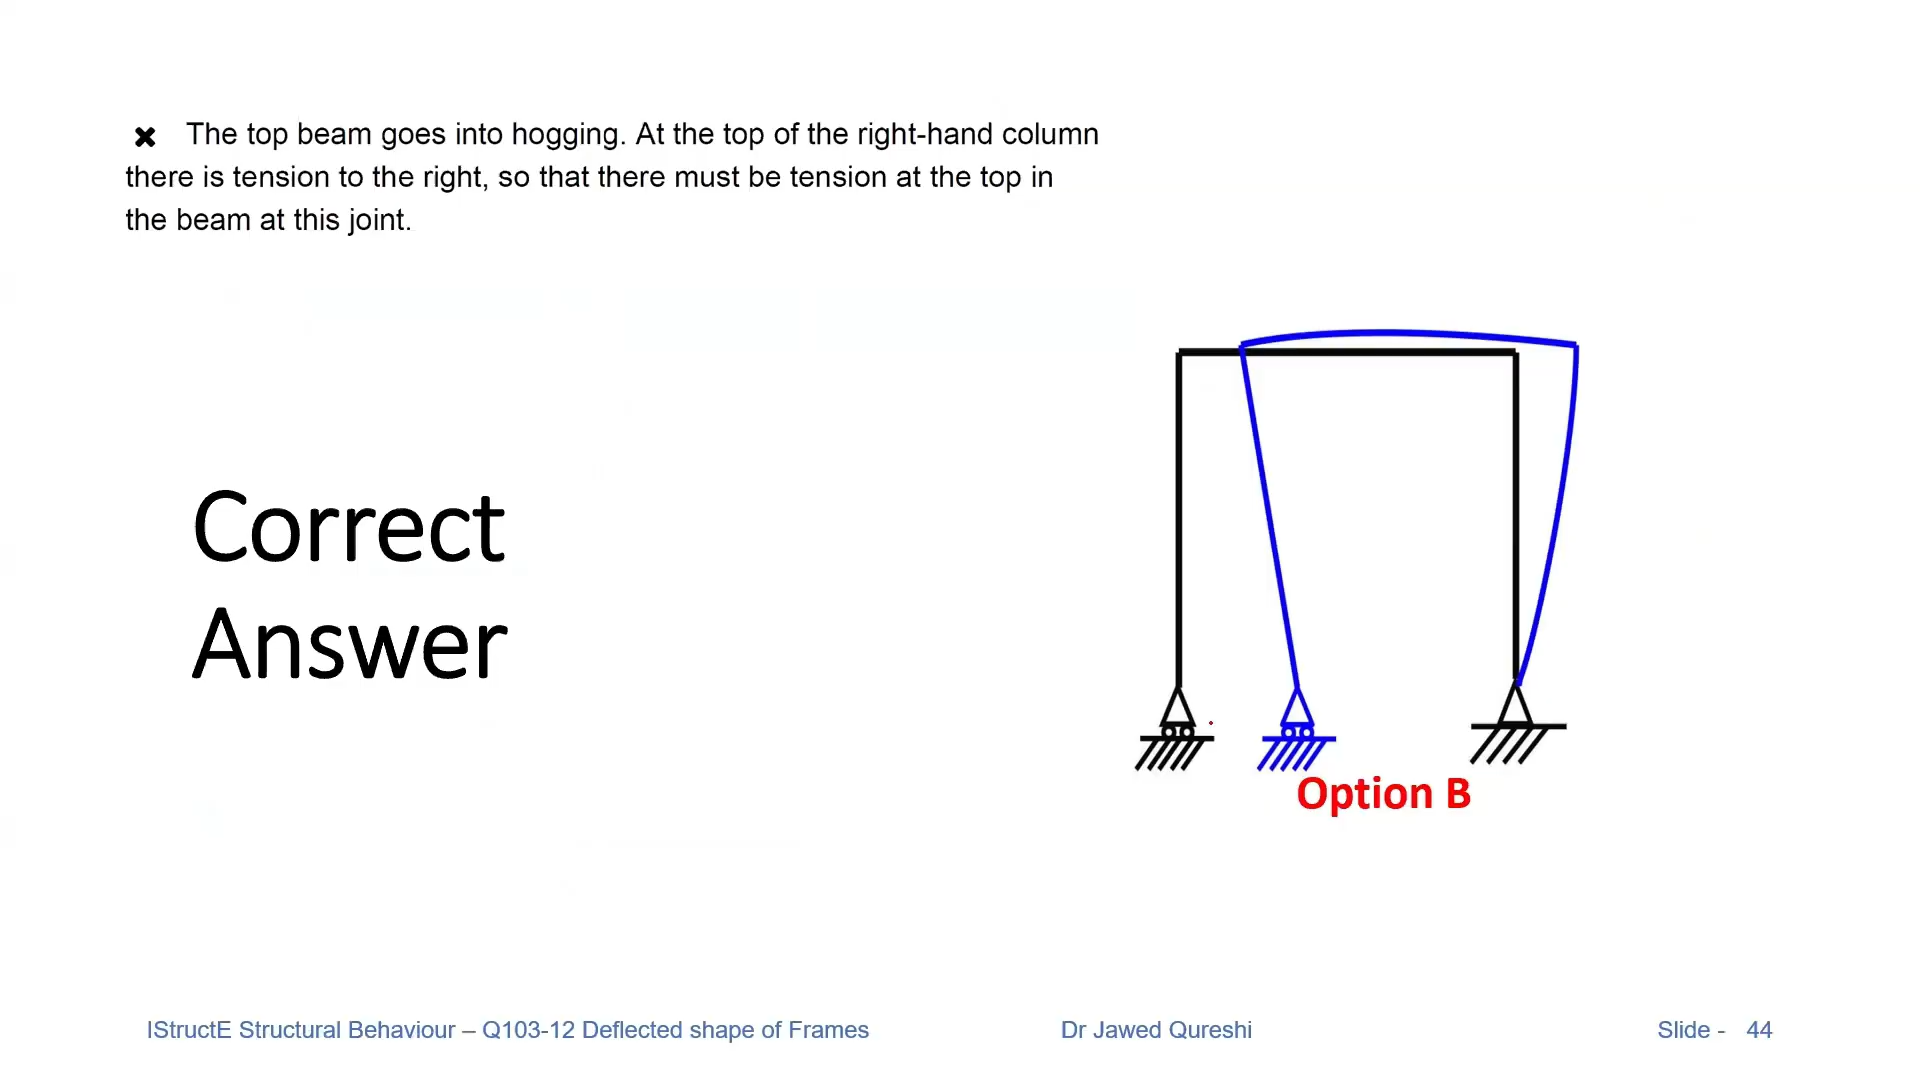 ✖ The top beam goes into hogging. At the top of the right-hand column
there is tension to the right, so that there must be tension at the top in
the beam at this joint.
Correct
Answer
Option B
IStructE Structural Behaviour – Q103-12 Deflected shape of Frames
Dr Jawed Qureshi
Slide - 44